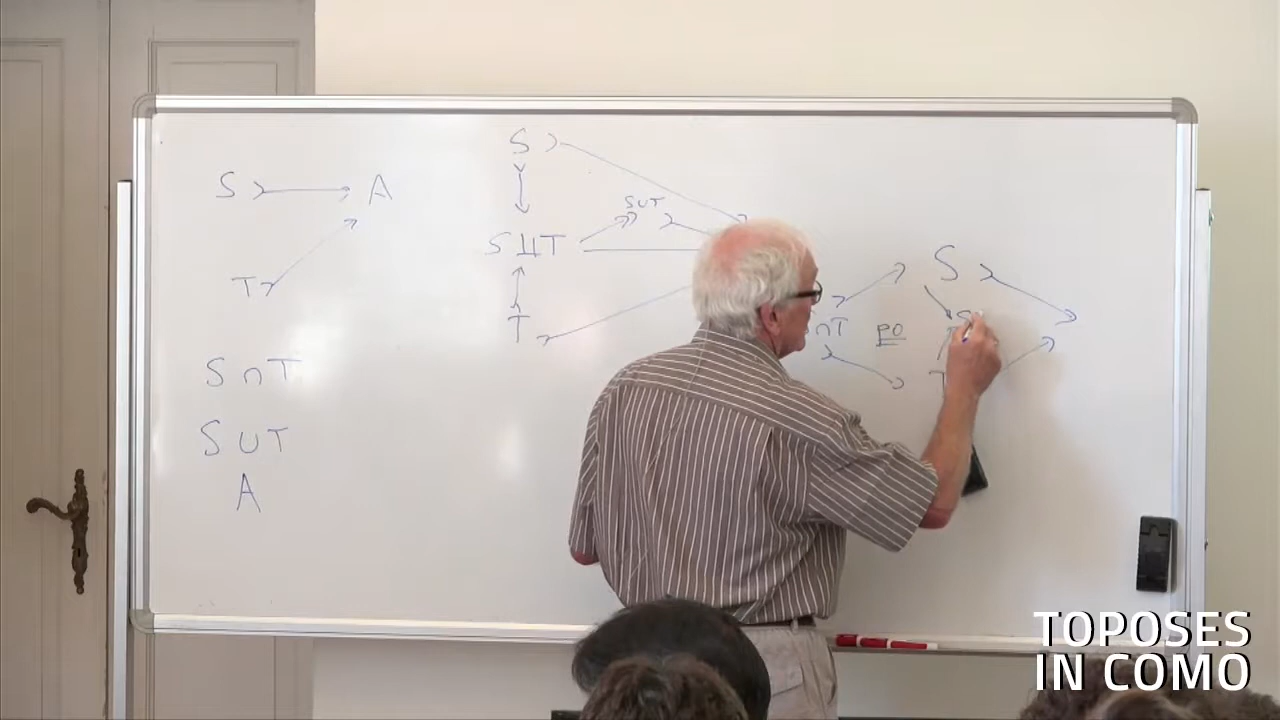 S A
T
S ∩ T
S ∪ T
A
S
S∪T
S ⨿ T
T
S
∩T po S
T
TOPOSES
IN COMO